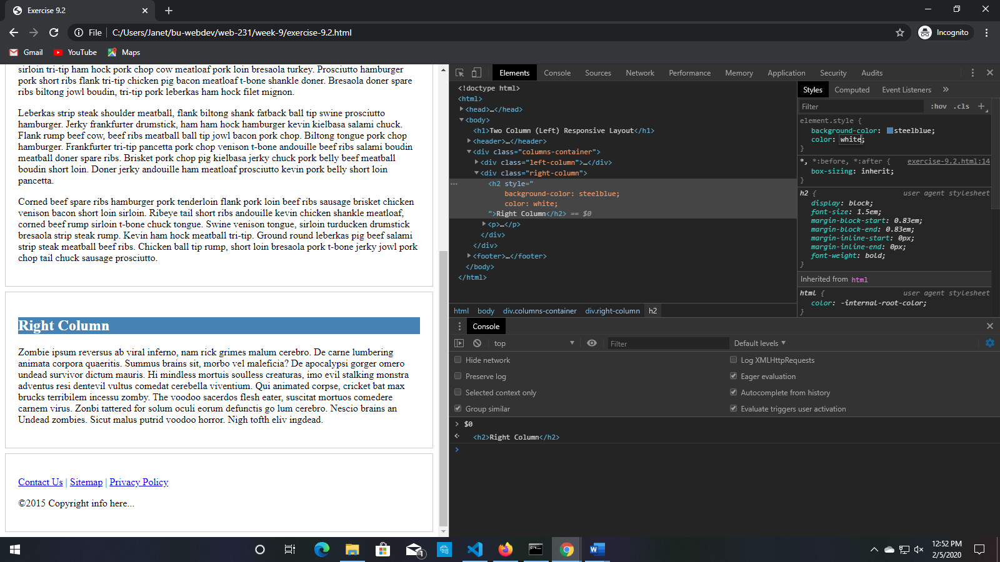 Exercise 9.2
File
C:/Users/Janet/bu-webdev/web-231/week-9/exercise-9.2.html
Incognito
Gmail
YouTube
Maps
sirloin tri-tip ham hock pork chop cow meatloaf pork loin bresaola turkey. Prosciutto hamburger
pork short ribs flank tri-tip chicken pig bacon meatloaf t-bone shankle doner. Bresaola doner spare
ribs biltong jowl boudin, tri-tip pork leberkas ham hock filet mignon.
Leberkas strip steak shoulder meatball, flank biltong shank fatback ball tip swine prosciutto
hamburger. Jerky frankfurter drumstick, ham ham hock hamburger kevin kielbasa salami chuck.
Flank rump beef cow, beef ribs meatball ball tip jowl bacon pork chop. Biltong tongue pork chop
hamburger. Frankfurter tri-tip pancetta pork chop venison t-bone andouille beef ribs salami boudin
meatball doner spare ribs. Brisket pork chop pig kielbasa jerky chuck pork belly beef meatball
boudin short loin. Doner jerky andouille ham meatloaf prosciutto kevin pork belly short loin
pancetta.
Corned beef spare ribs hamburger pork tenderloin flank pork loin beef ribs sausage brisket chicken
venison bacon short loin sirloin. Ribeye tail short ribs andouille kevin chicken shankle meatloaf,
corned beef rump sirloin t-bone chuck tongue. Swine venison tongue, sirloin turducken drumstick
bresaola strip steak rump. Kevin ham hock meatball tri-tip. Ground round leberkas pig beef salami
strip steak meatball beef ribs. Chicken ball tip rump, short loin bresaola pork t-bone jerky jowl pork
chop tail chuck sausage prosciutto.
Right Column
Zombie ipsum reversus ab viral inferno, nam rick grimes malum cerebro. De carne lumbering
animata corpora quaeritis. Summus brains sit, morbo vel maleficia? De apocalypsi gorger omero
undead survivor dictum mauris. Hi mindless mortuis soulless creaturas, imo evil stalking monstra
adventus resi dentevil vultus comedat cerebella viventium. Qui animated corpse, cricket bat max
brucks terribilem incessu zomby. The voodoo sacerdos flesh eater, suscitat mortuos comedere
carnem virus. Zonbi tattered for solum oculi eorum defunctis go lum cerebro. Nescio brains an
Undead zombies. Sicut malus putrid voodoo horror. Nigh tofth eliv ingdead.
Contact Us | Sitemap | Privacy Policy
©2015 Copyright info here...
Elements
Console
Sources
Network
Performance
Memory
Application
Security
Audits
<!doctype html>
<html>
<head>…</head>
<body>
<h1>Two Column (Left) Responsive Layout</h1>
<header>…</header>
<div class="columns-container">
<div class="left-column">…</div>
<div class="right-column">
<h2 style="
background-color: steelblue;
color: white;
">Right Column</h2> == $0
<p>…</p>
</div>
</div>
<footer>…</footer>
</body>
</html>
html
body
div.columns-container
div.right-column
h2
Styles
Computed
Event Listeners
»
Filter
:hov
.cls
+
element.style {
background-color: steelblue;
color: white;
}
*, *:before, *:after {
exercise-9.2.html:14
box-sizing: inherit;
}
h2 {
user agent stylesheet
display: block;
font-size: 1.5em;
margin-block-start: 0.83em;
margin-block-end: 0.83em;
margin-inline-start: 0px;
margin-inline-end: 0px;
font-weight: bold;
}
Inherited from html
html {
user agent stylesheet
color: -internal-root-color;
}
Console
top
Filter
Default levels
Hide network
Log XMLHttpRequests
Preserve log
Eager evaluation
Selected context only
Autocomplete from history
Group similar
Evaluate triggers user activation
> $0
<h2>Right Column</h2>
>
1
12:52 PM
2/5/2020